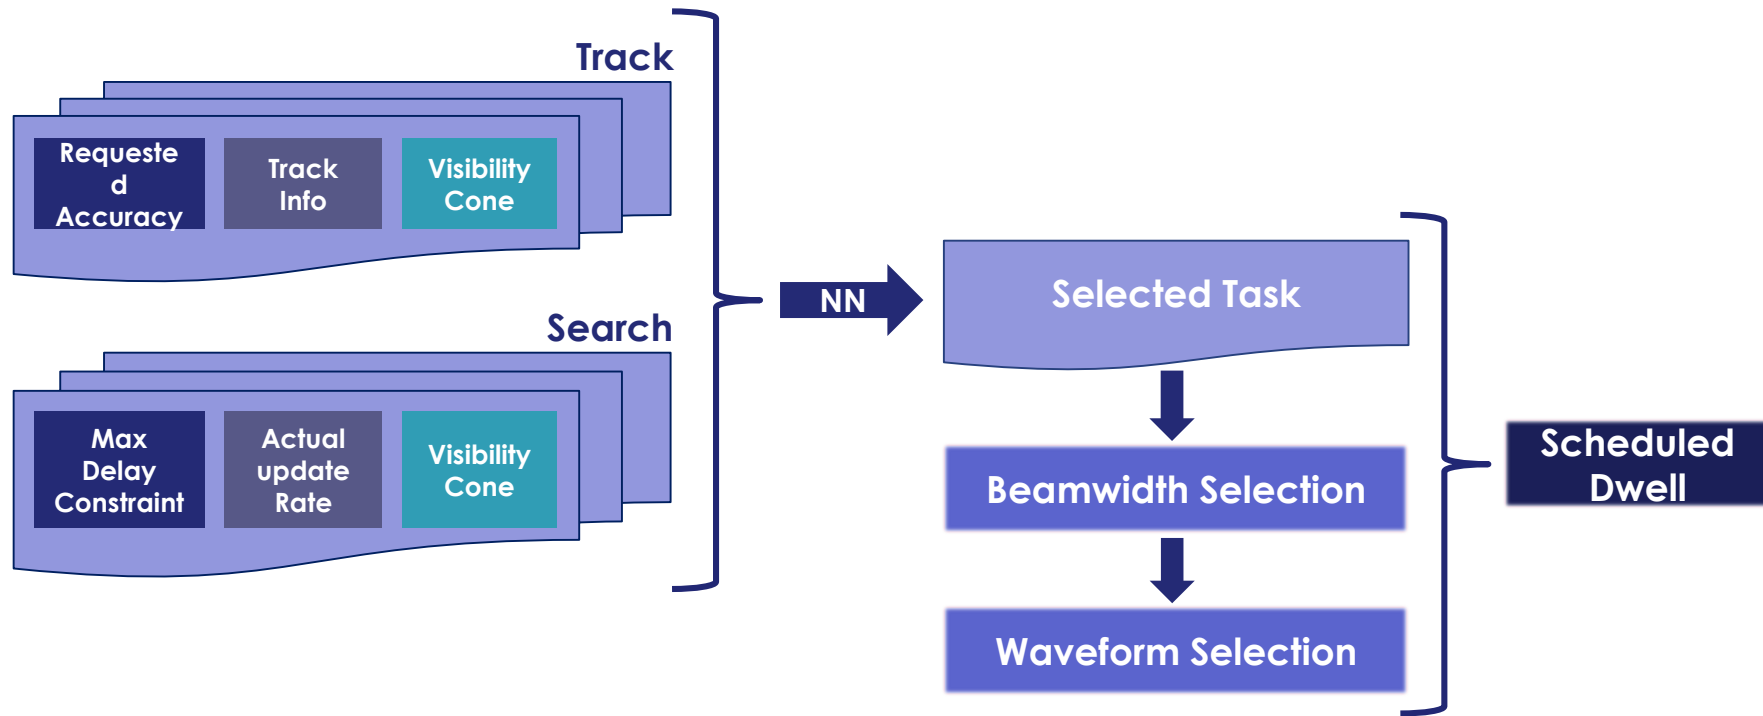 Track
Requeste
d
Accuracy
Track
Info
Visibility
Cone
Search
Max
Delay
Constraint
Actual
update
Rate
Visibility
Cone
NN
Selected Task
Beamwidth Selection
Waveform Selection
Scheduled
Dwell